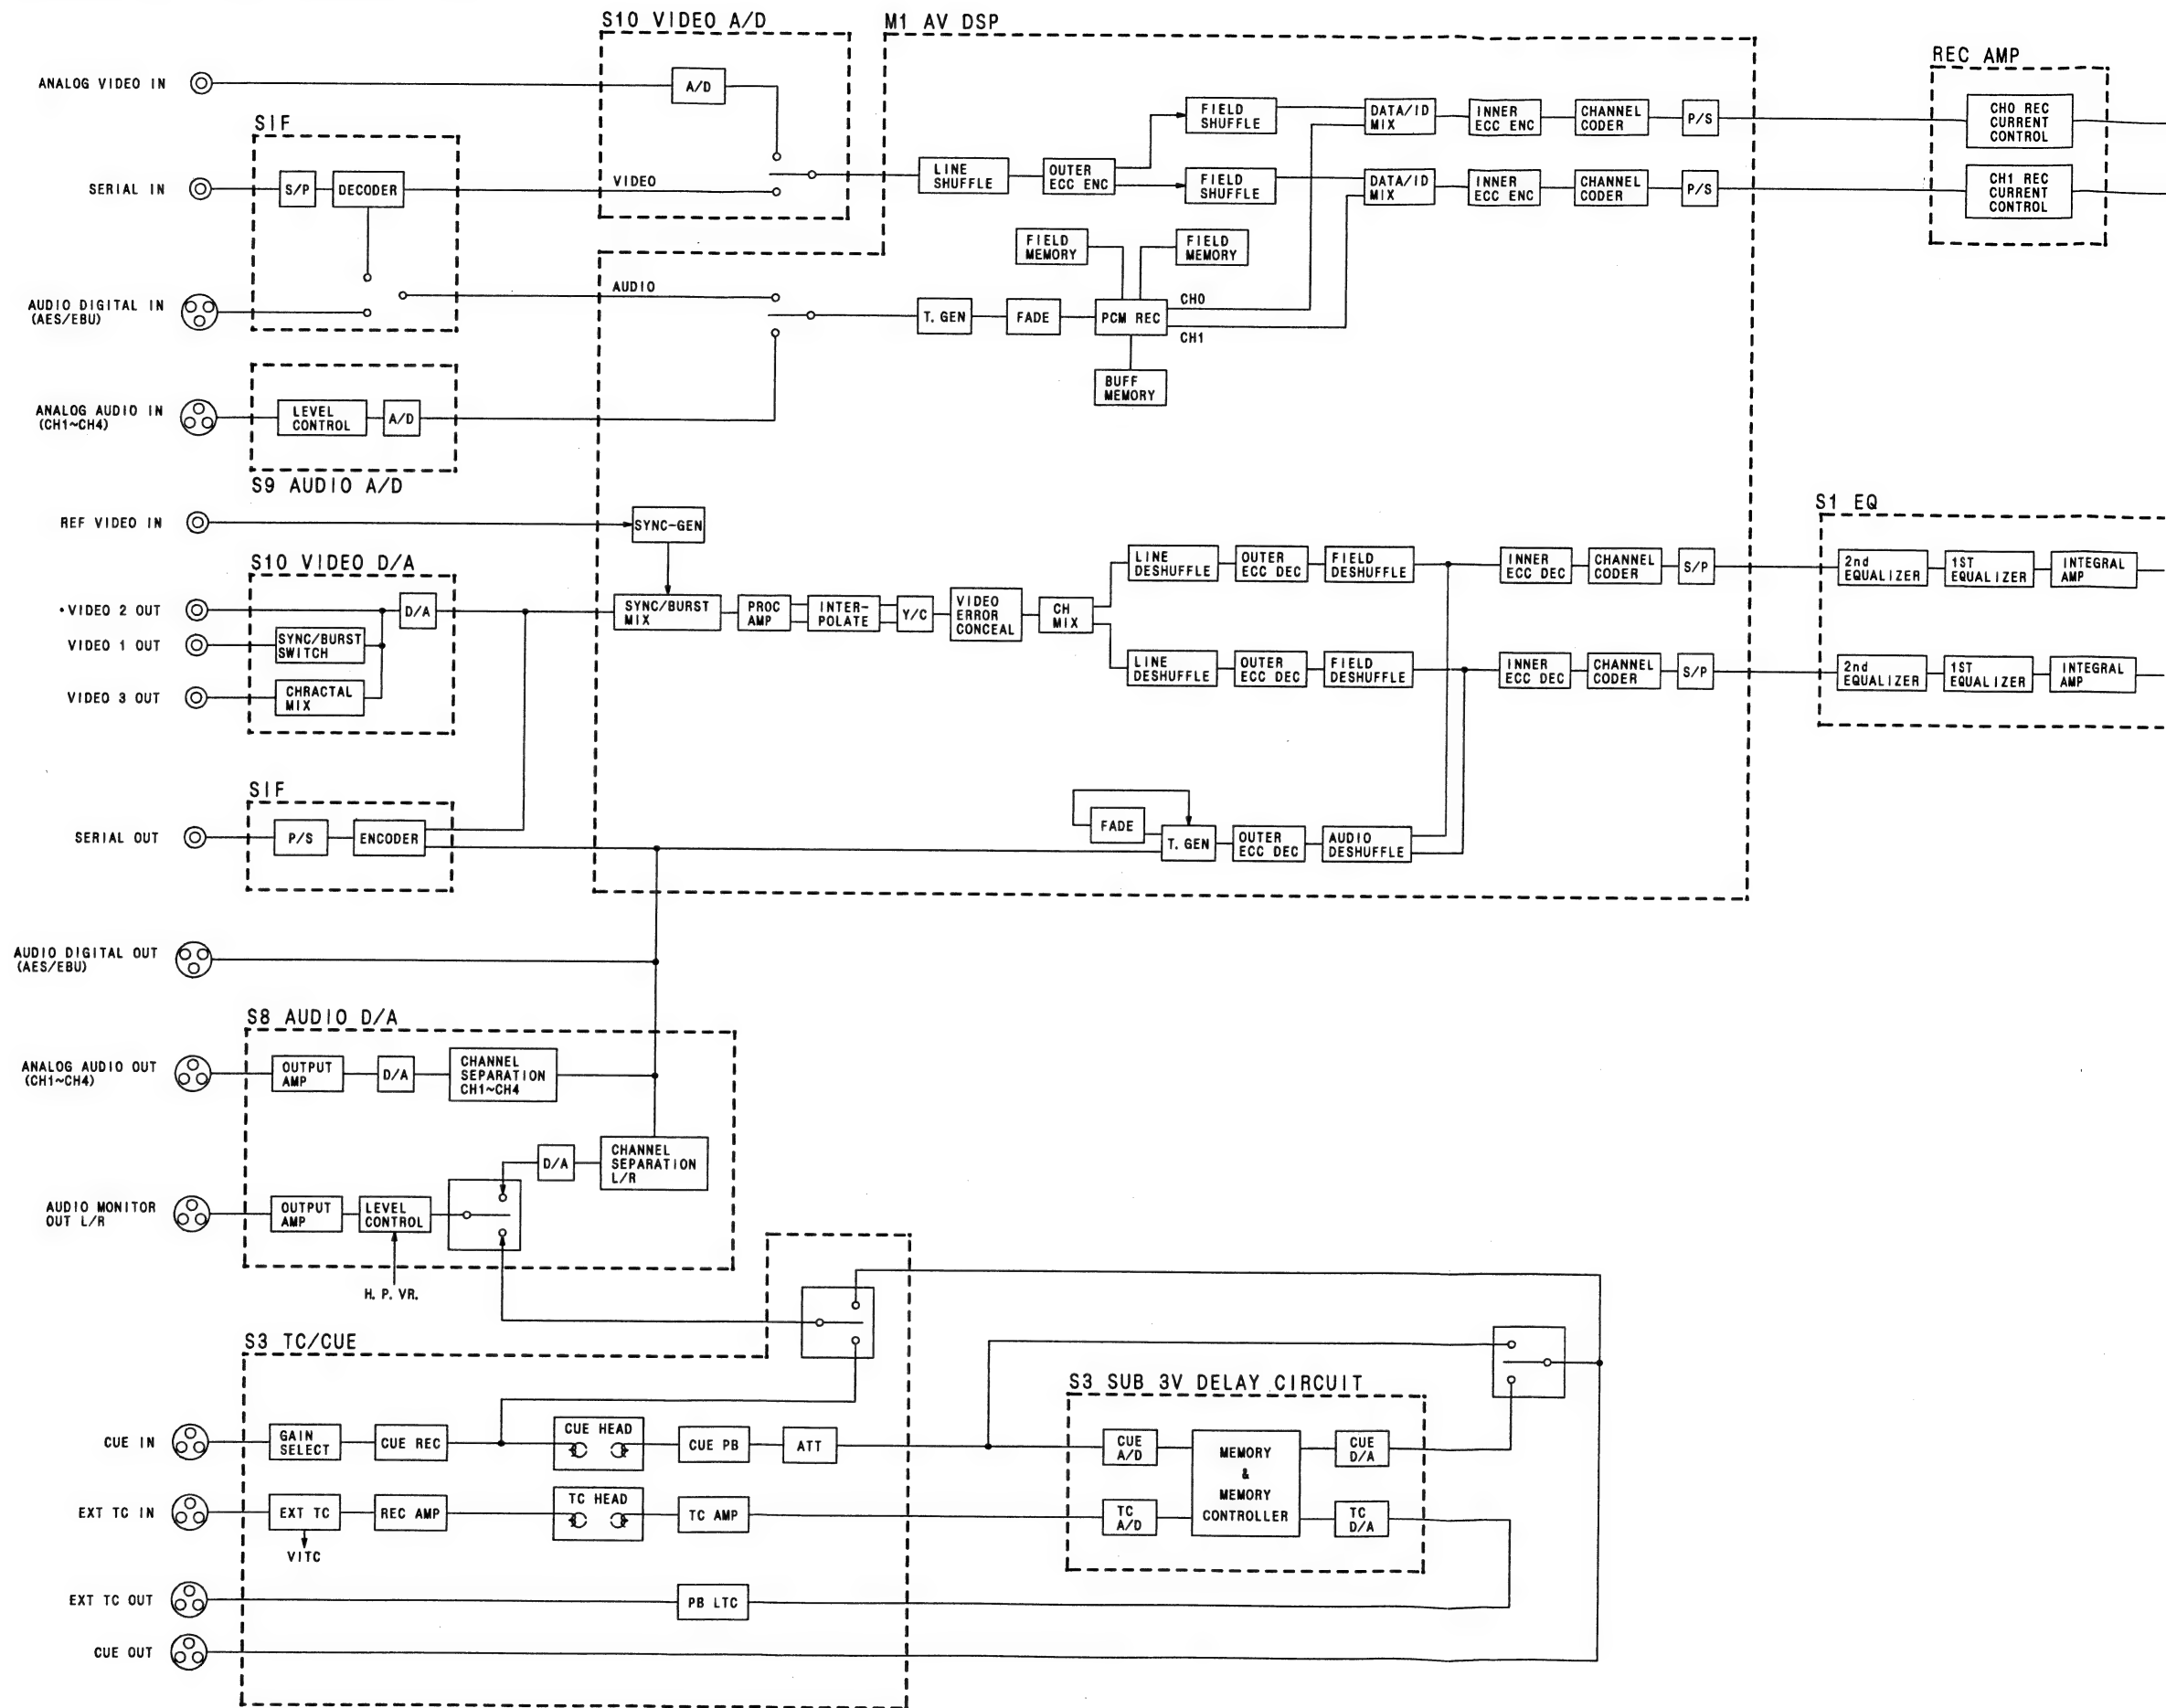 S10 VIDEO A/D
M1 AV DSP
REC AMP
ANALOG VIDEO IN
A/D
FIELD
SHUFFLE
DATA/ID
MIX
INNER
ECC ENC
CHANNEL
CODER
P/S
CH0 REC
CURRENT
CONTROL
SIF
SERIAL IN
S/P
DECODER
VIDEO
LINE
SHUFFLE
OUTER
ECC ENC
FIELD
SHUFFLE
DATA/ID
MIX
INNER
ECC ENC
CHANNEL
CODER
P/S
CH1 REC
CURRENT
CONTROL
FIELD
MEMORY
FIELD
MEMORY
AUDIO DIGITAL IN
(AES/EBU)
AUDIO
T. GEN
FADE
PCM REC
CH0
CH1
BUFF
MEMORY
ANALOG AUDIO IN
(CH1~CH4)
LEVEL
CONTROL
A/D
S9 AUDIO A/D
REF VIDEO IN
SYNC-GEN
S1 EQ
S10 VIDEO D/A
LINE
DESHUFFLE
OUTER
ECC DEC
FIELD
DESHUFFLE
INNER
ECC DEC
CHANNEL
CODER
S/P
2nd
EQUALIZER
1ST
EQUALIZER
INTEGRAL
AMP
•VIDEO 2 OUT
D/A
SYNC/BURST
MIX
PROC
AMP
INTER-
POLATE
Y/C
VIDEO
ERROR
CONCEAL
CH
MIX
VIDEO 1 OUT
SYNC/BURST
SWITCH
LINE
DESHUFFLE
OUTER
ECC DEC
FIELD
DESHUFFLE
INNER
ECC DEC
CHANNEL
CODER
S/P
2nd
EQUALIZER
1ST
EQUALIZER
INTEGRAL
AMP
VIDEO 3 OUT
CHRACTAL
MIX
SIF
SERIAL OUT
P/S
ENCODER
FADE
T. GEN
OUTER
ECC DEC
AUDIO
DESHUFFLE
AUDIO DIGITAL OUT
(AES/EBU)
S8 AUDIO D/A
ANALOG AUDIO OUT
(CH1~CH4)
OUTPUT
AMP
D/A
CHANNEL
SEPARATION
CH1~CH4
D/A
CHANNEL
SEPARATION
L/R
AUDIO MONITOR
OUT L/R
OUTPUT
AMP
LEVEL
CONTROL
H. P. VR.
S3 TC/CUE
S3 SUB 3V DELAY CIRCUIT
CUE IN
GAIN
SELECT
CUE REC
CUE HEAD
CUE PB
ATT
CUE
A/D
MEMORY
&
MEMORY
CONTROLLER
CUE
D/A
EXT TC IN
EXT TC
REC AMP
TC HEAD
TC AMP
TC
A/D
TC
D/A
VITC
EXT TC OUT
PB LTC
CUE OUT